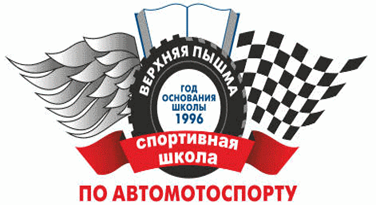 ВЕРХНЯЯ ПЫШМА
ГОД
ОСНОВАНИЯ
ШКОЛЫ
1996
СПОРТИВНАЯ
ШКОЛА
ПО АВТОМОТОСПОРТУ